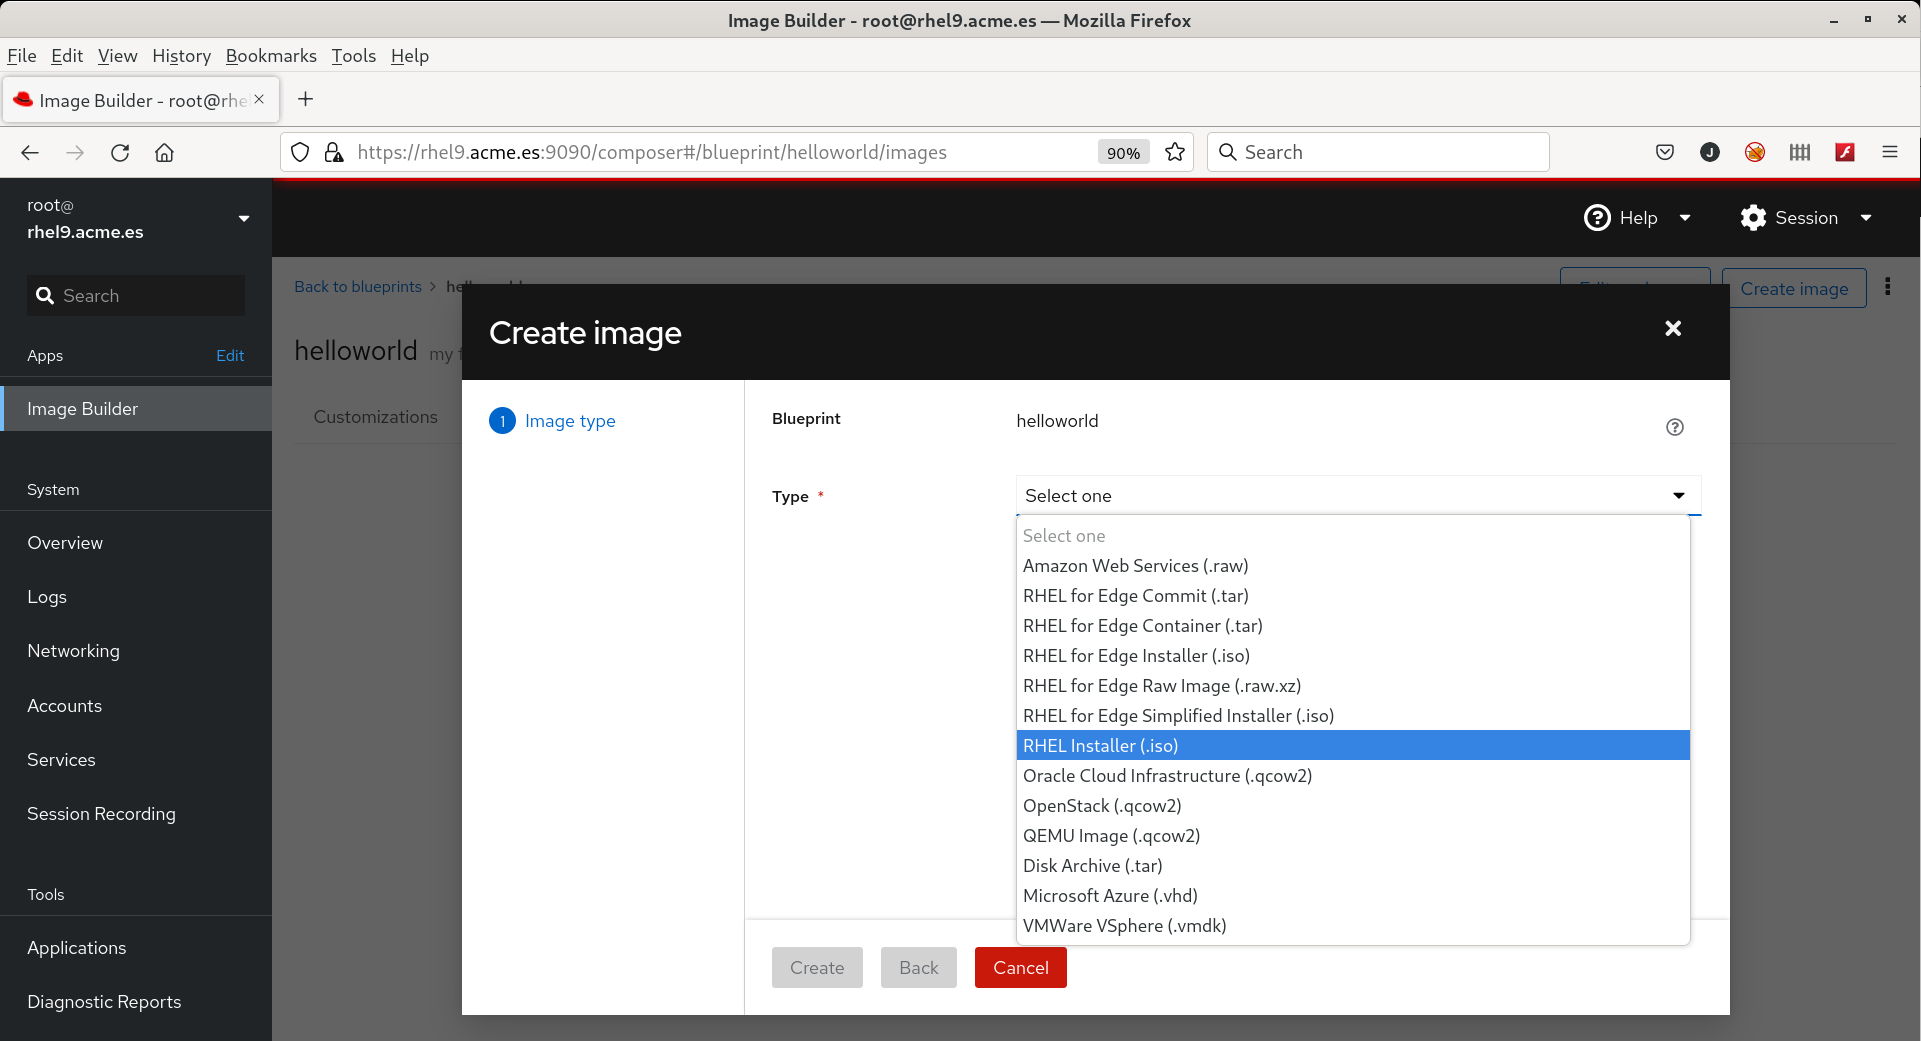 Image Builder - root@rhel9.acme.es — Mozilla Firefox
File Edit View History Bookmarks Tools Help
Image Builder - root@rhe
https://rhel9.acme.es:9090/composer#/blueprint/helloworld/images 90% Search
root@
rhel9.acme.es
Help Session
Search
Back to blueprints
Create image
helloworld my
Apps Edit
Image Builder
Customizations
System
Overview
Logs
Networking
Accounts
Services
Session Recording
Tools
Applications
Diagnostic Reports
Create image
1 Image type
Blueprint helloworld
Type * Select one
Select one
Amazon Web Services (.raw)
RHEL for Edge Commit (.tar)
RHEL for Edge Container (.tar)
RHEL for Edge Installer (.iso)
RHEL for Edge Raw Image (.raw.xz)
RHEL for Edge Simplified Installer (.iso)
RHEL Installer (.iso)
Oracle Cloud Infrastructure (.qcow2)
OpenStack (.qcow2)
QEMU Image (.qcow2)
Disk Archive (.tar)
Microsoft Azure (.vhd)
VMWare VSphere (.vmdk)
Create Back Cancel